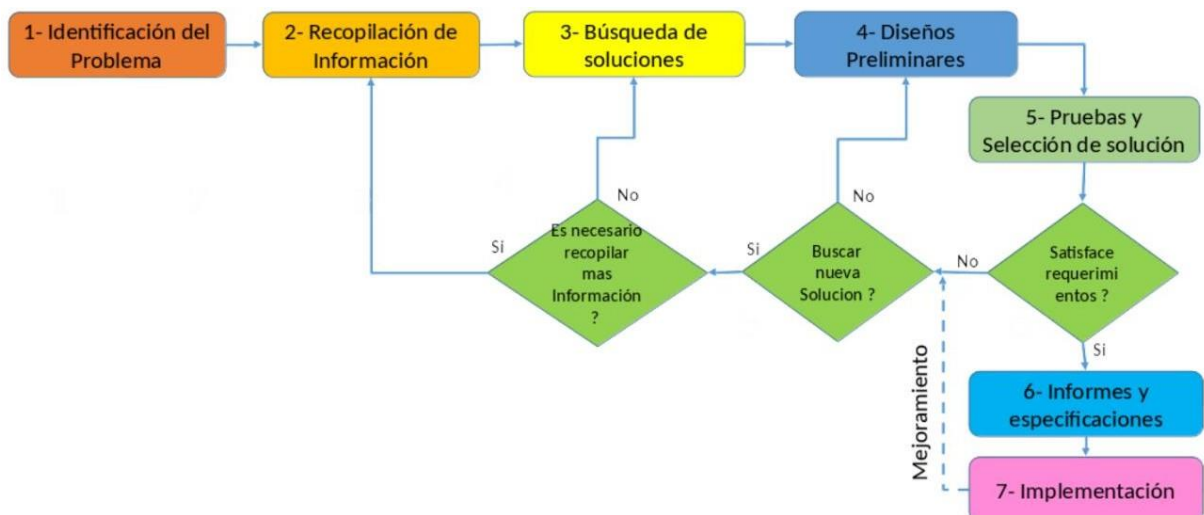 1- Identificación del
Problema
2- Recopilación de
Información
3- Búsqueda de
soluciones
4- Diseños
Preliminares
5- Pruebas y
Selección de solución
No
No
Si
Es necesario
recopilar
mas
Información
?
Si
Buscar
nueva
Solucion ?
No
Satisface
requerimi
entos ?
Si
Mejoramiento
6- Informes y
especificaciones
7- Implementación